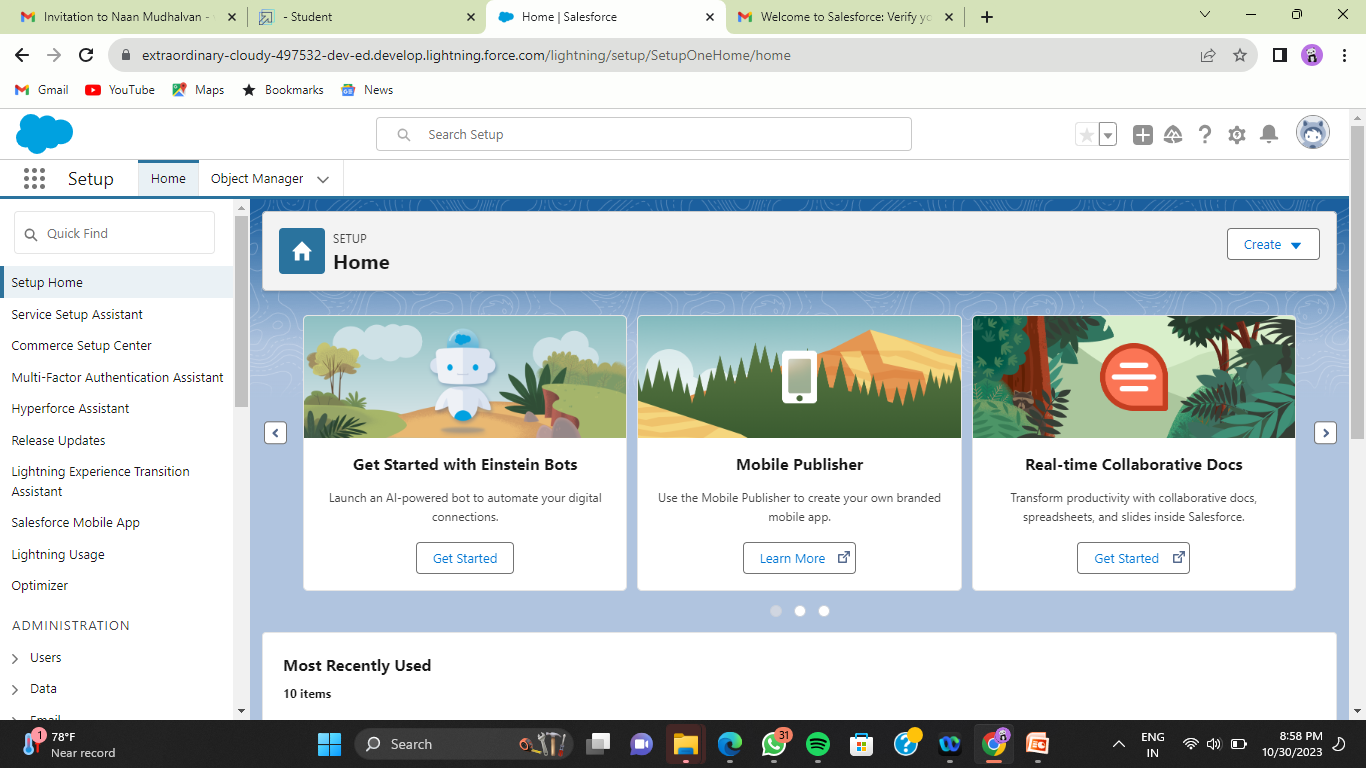 Invitation to Naan Mudhalvan -
- Student
Home | Salesforce
Welcome to Salesforce: Verify yo
extraordinary-cloudy-497532-dev-ed.develop.lightning.force.com/lightning/setup/SetupOneHome/home
Gmail
YouTube
Maps
Bookmarks
News
Search Setup
Setup
Home
Object Manager
Quick Find
Setup Home
Service Setup Assistant
Commerce Setup Center
Multi-Factor Authentication Assistant
Hyperforce Assistant
Release Updates
Lightning Experience Transition
Assistant
Salesforce Mobile App
Lightning Usage
Optimizer
ADMINISTRATION
Users
Data
Email
SETUP
Home
Create
Get Started with Einstein Bots
Launch an AI-powered bot to automate your digital
connections.
Get Started
Mobile Publisher
Use the Mobile Publisher to create your own branded
mobile app.
Learn More
Real-time Collaborative Docs
Transform productivity with collaborative docs,
spreadsheets, and slides inside Salesforce.
Get Started
Most Recently Used
10 items
1
78°F
Near record
Search
31
ENG
IN
8:58 PM
10/30/2023